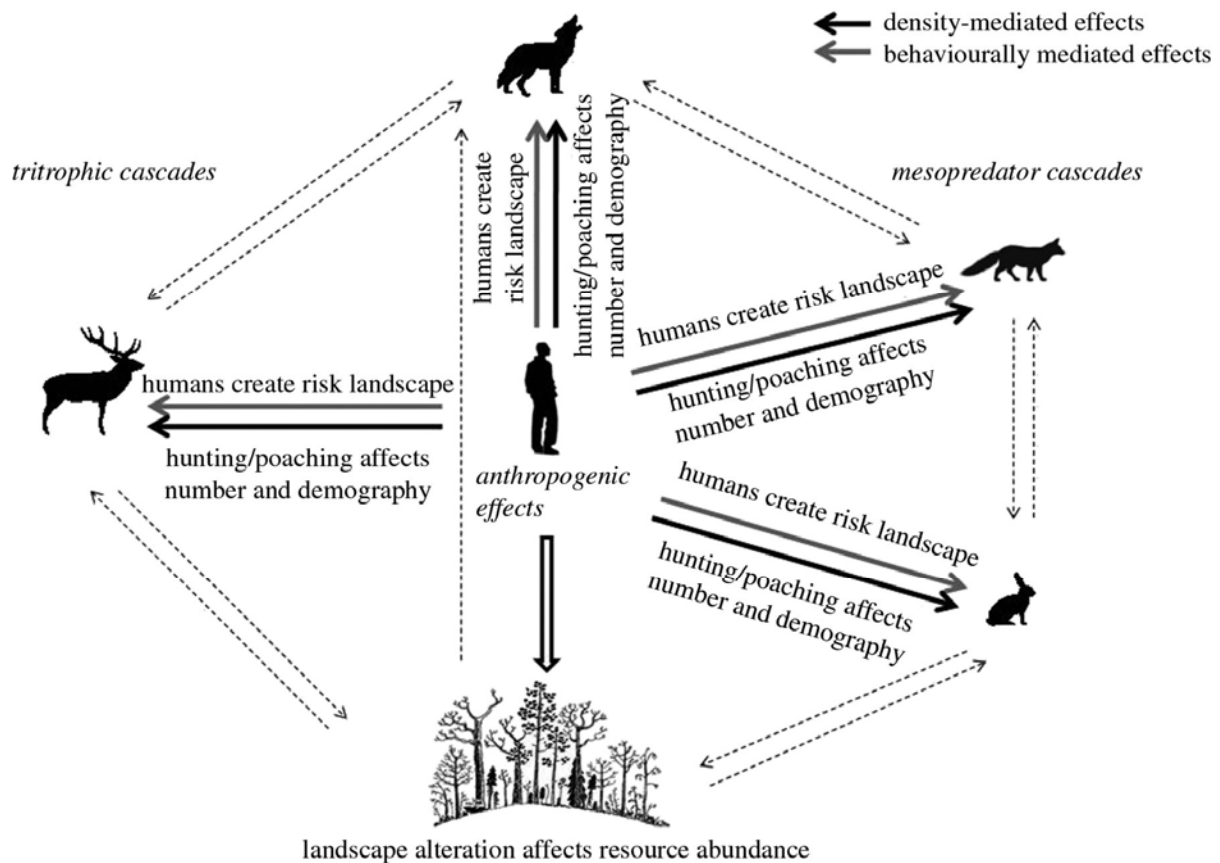 density-mediated effects
behaviourally mediated effects
tritrophic cascades
mesopredator cascades
humans create
risk landscape
hunting/poaching affects
number and demography
humans create risk landscape
hunting/poaching affects
number and demography
humans create risk landscape
hunting/poaching affects
number and demography
anthropogenic
effects
humans create risk landscape
hunting/poaching affects
number and demography
landscape alteration affects resource abundance